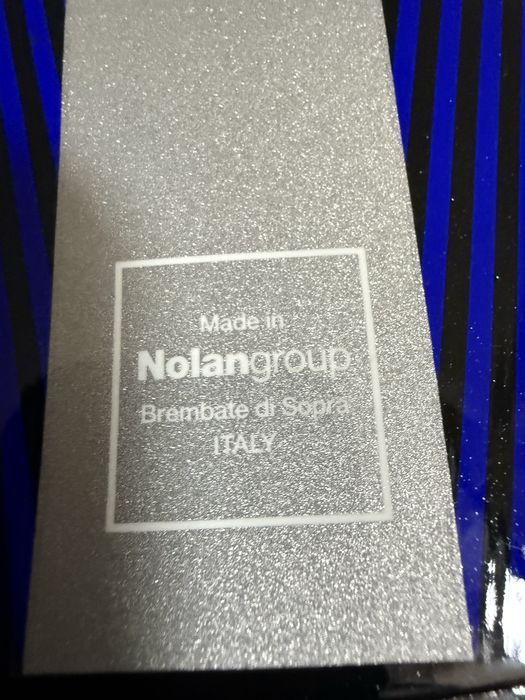 Made in
Nolangroup
Brembate di Sopra
ITALY